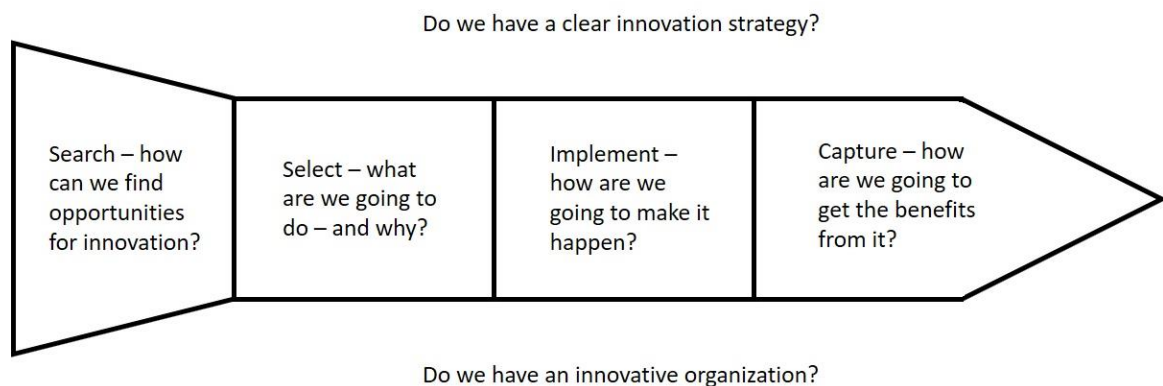 Do we have a clear innovation strategy?
Search – how
can we find
opportunities
for innovation?
Select – what
are we going to
do – and why?
Implement –
how are we
going to make it
happen?
Capture – how
are we going to
get the benefits
from it?
Do we have an innovative organization?